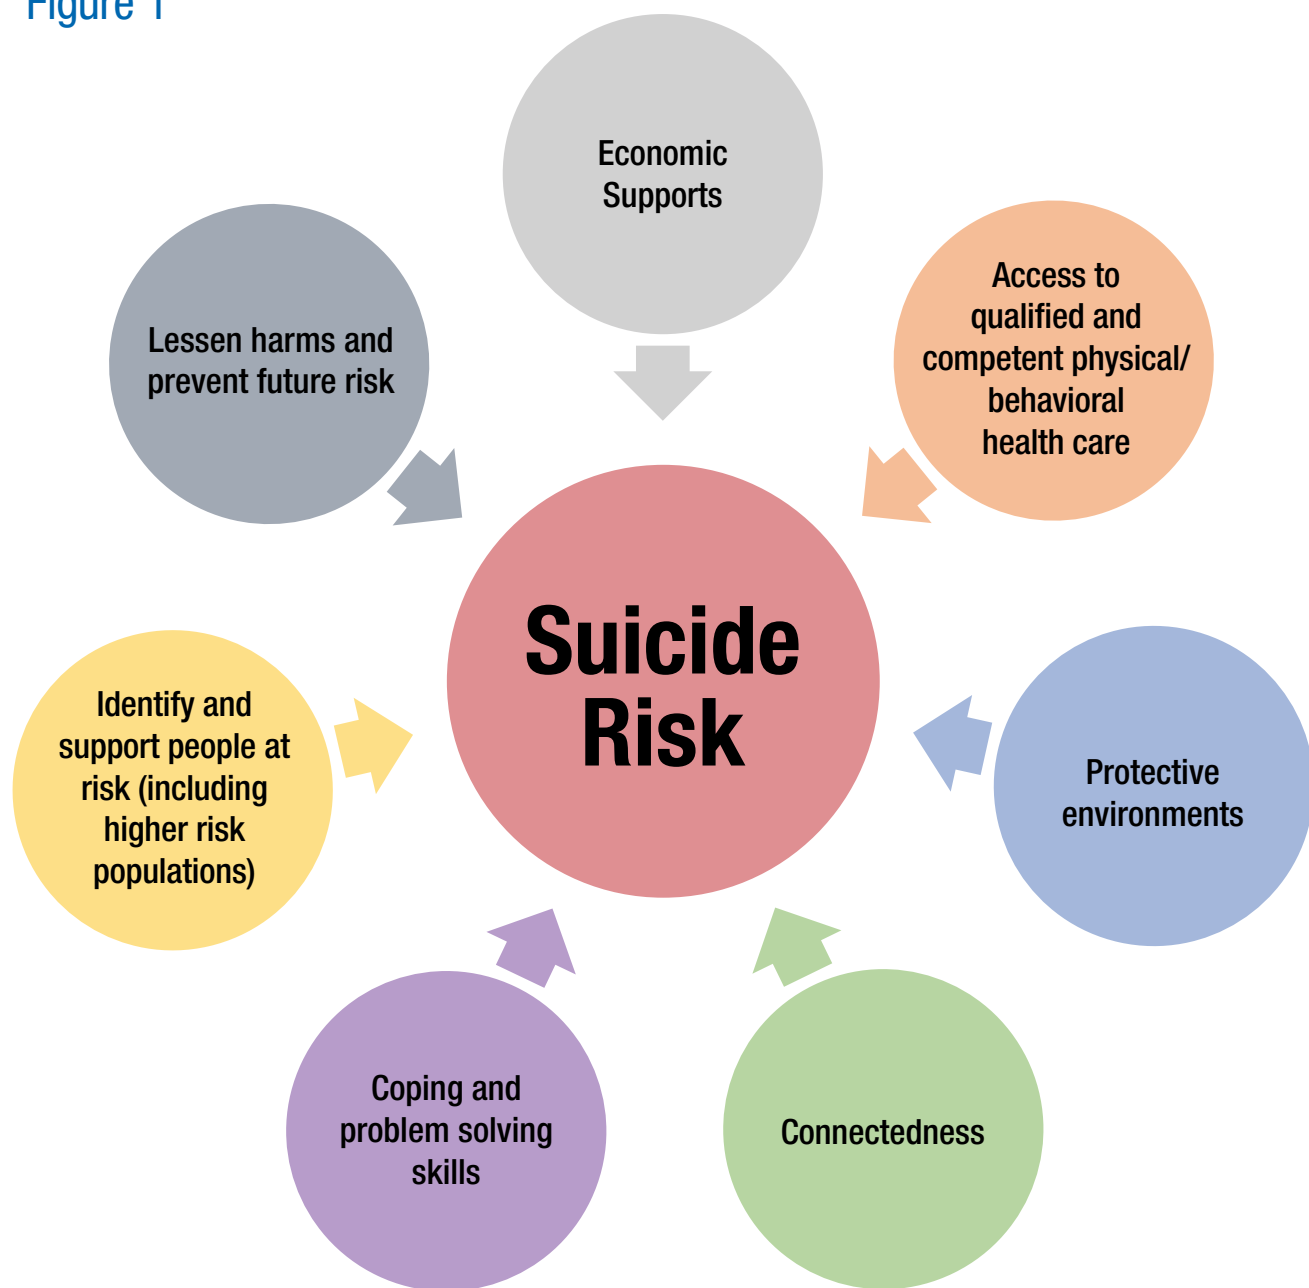 Figure 1
Economic
Supports
Access to
qualified and
competent physical/
behavioral
health care
Protective
environments
Connectedness
Coping and
problem solving
skills
Identify and
support people at
risk (including
higher risk
populations)
Lessen harms and
prevent future risk
Suicide
Risk